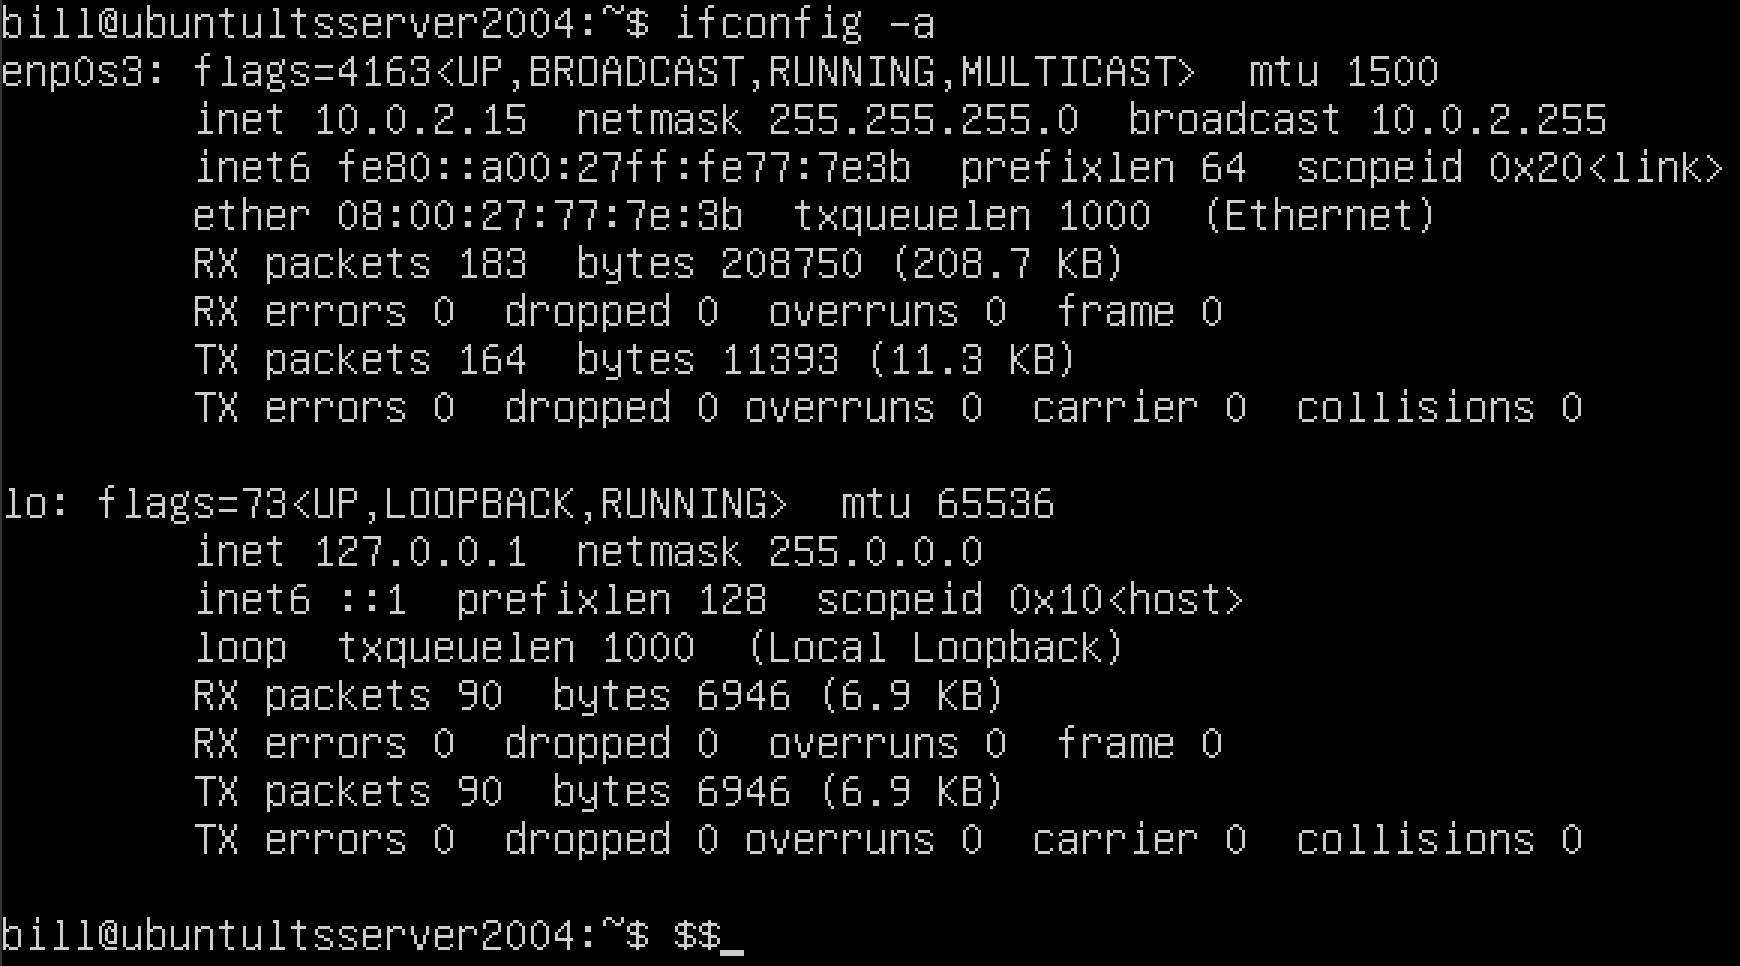 bill@ubuntultsserver2004:~$ ifconfig -a
enp0s3: flags=4163<UP,BROADCAST,RUNNING,MULTICAST>  mtu 1500
        inet 10.0.2.15  netmask 255.255.255.0  broadcast 10.0.2.255
        inet6 fe80::a00:27ff:fe77:7e3b  prefixlen 64  scopeid 0x20<link>
        ether 08:00:27:77:7e:3b  txqueuelen 1000  (Ethernet)
        RX packets 183  bytes 208750 (208.7 KB)
        RX errors 0  dropped 0  overruns 0  frame 0
        TX packets 164  bytes 11393 (11.3 KB)
        TX errors 0  dropped 0 overruns 0  carrier 0  collisions 0

lo: flags=73<UP,LOOPBACK,RUNNING>  mtu 65536
        inet 127.0.0.1  netmask 255.0.0.0
        inet6 ::1  prefixlen 128  scopeid 0x10<host>
        loop  txqueuelen 1000  (Local Loopback)
        RX packets 90  bytes 6946 (6.9 KB)
        RX errors 0  dropped 0  overruns 0  frame 0
        TX packets 90  bytes 6946 (6.9 KB)
        TX errors 0  dropped 0 overruns 0  carrier 0  collisions 0

bill@ubuntultsserver2004:~$ $$_